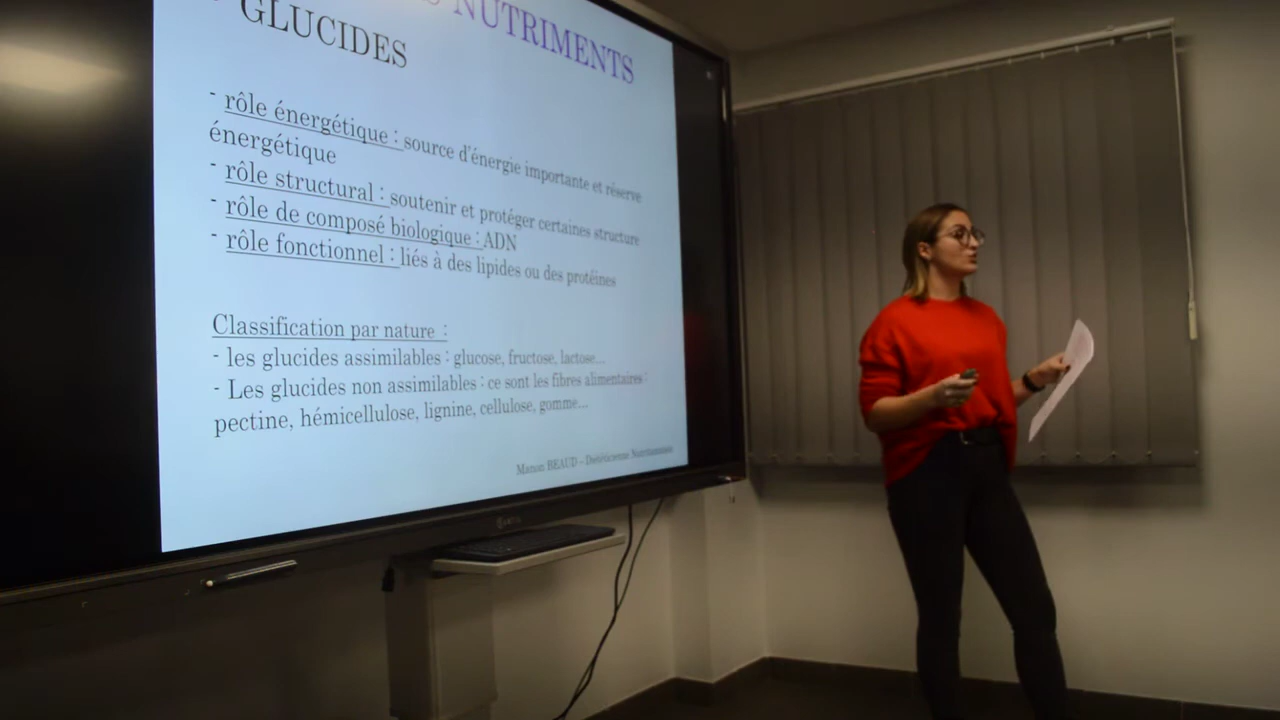 NUTRIMENTS
GLUCIDES
- rôle énergétique : source d'énergie importante et réserve
énergétique
- rôle structural : soutenir et protéger certaines structure
- rôle de composé biologique : ADN
- rôle fonctionnel : liés à des lipides ou des protéines
Classification par nature :
- les glucides assimilables : glucose, fructose, lactose...
- Les glucides non assimilables : ce sont les fibres alimentaires :
pectine, hémicellulose, lignine, cellulose, gomme...
Manon BEAUD - Diététicienne Nutritionniste